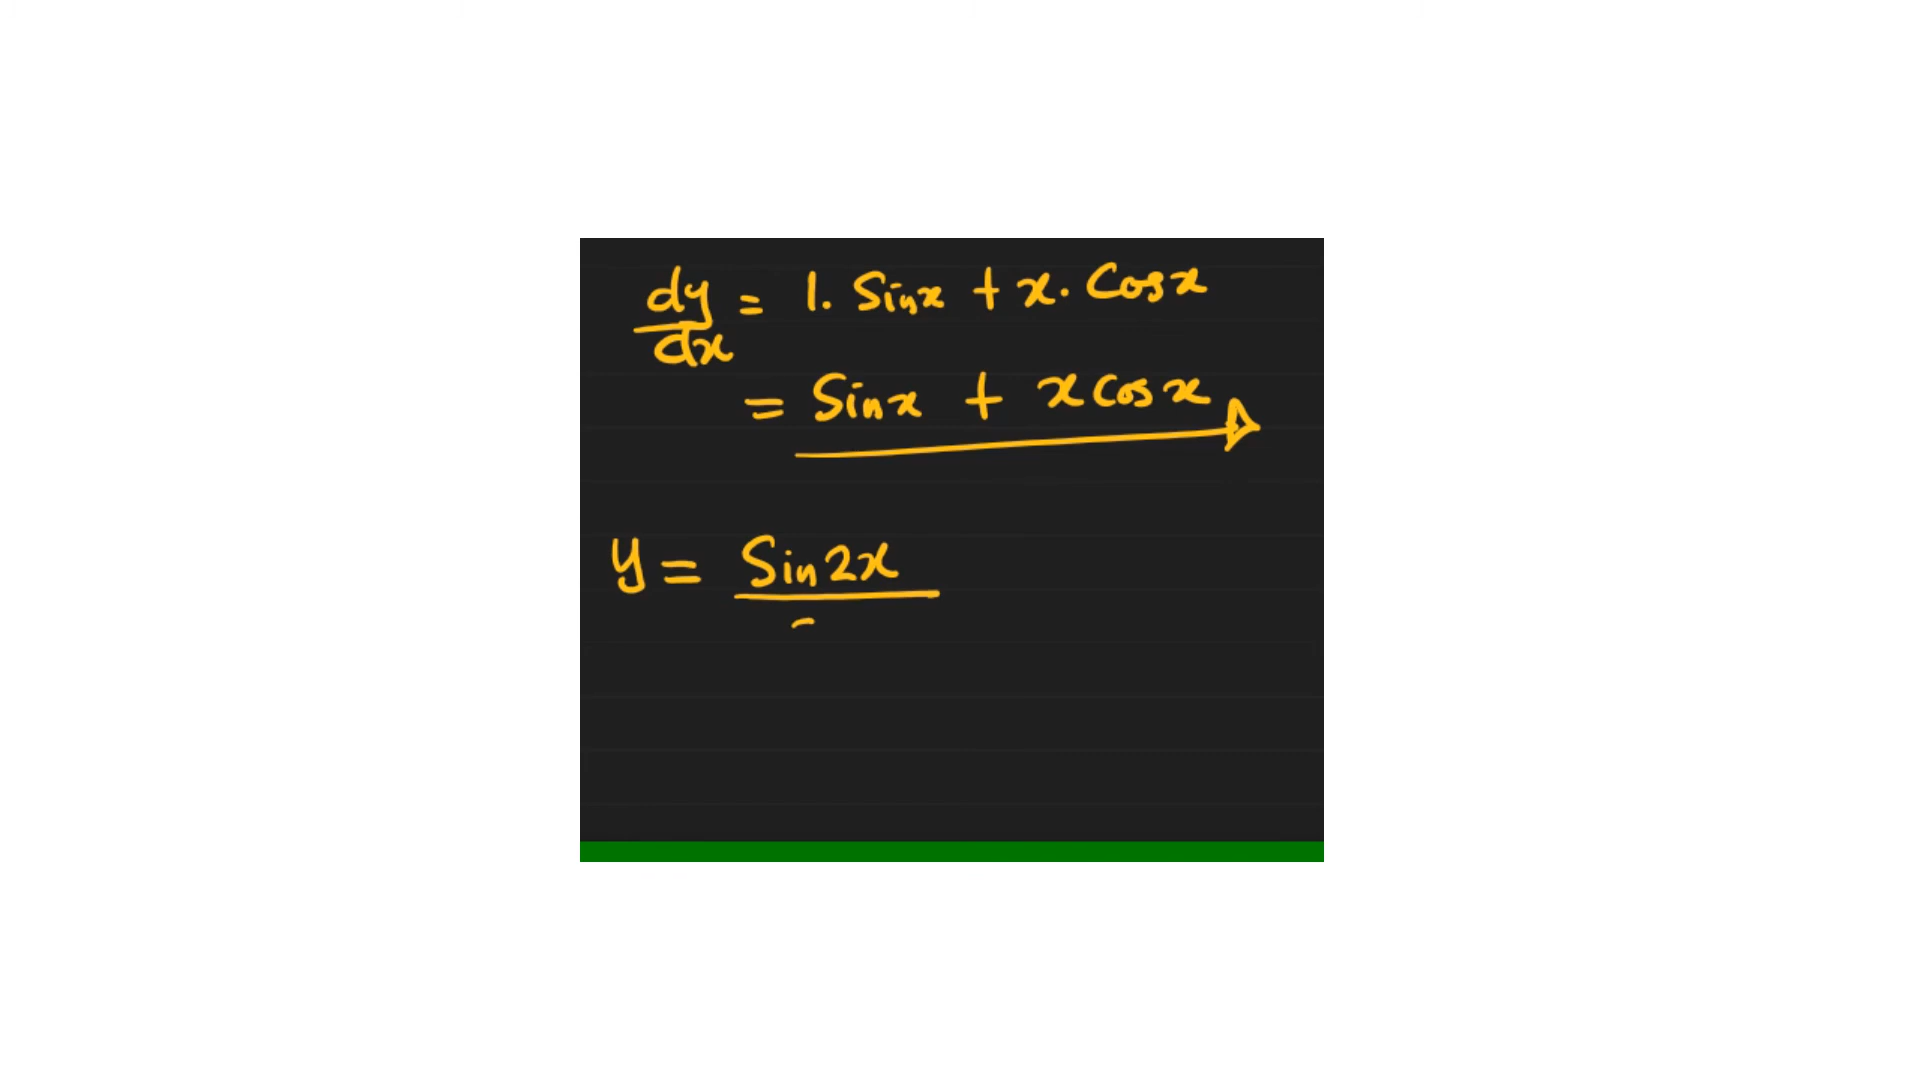 dy/dx = 1. Sinx + x. Cosx
= Sinx + x Cosx
y = Sin2x